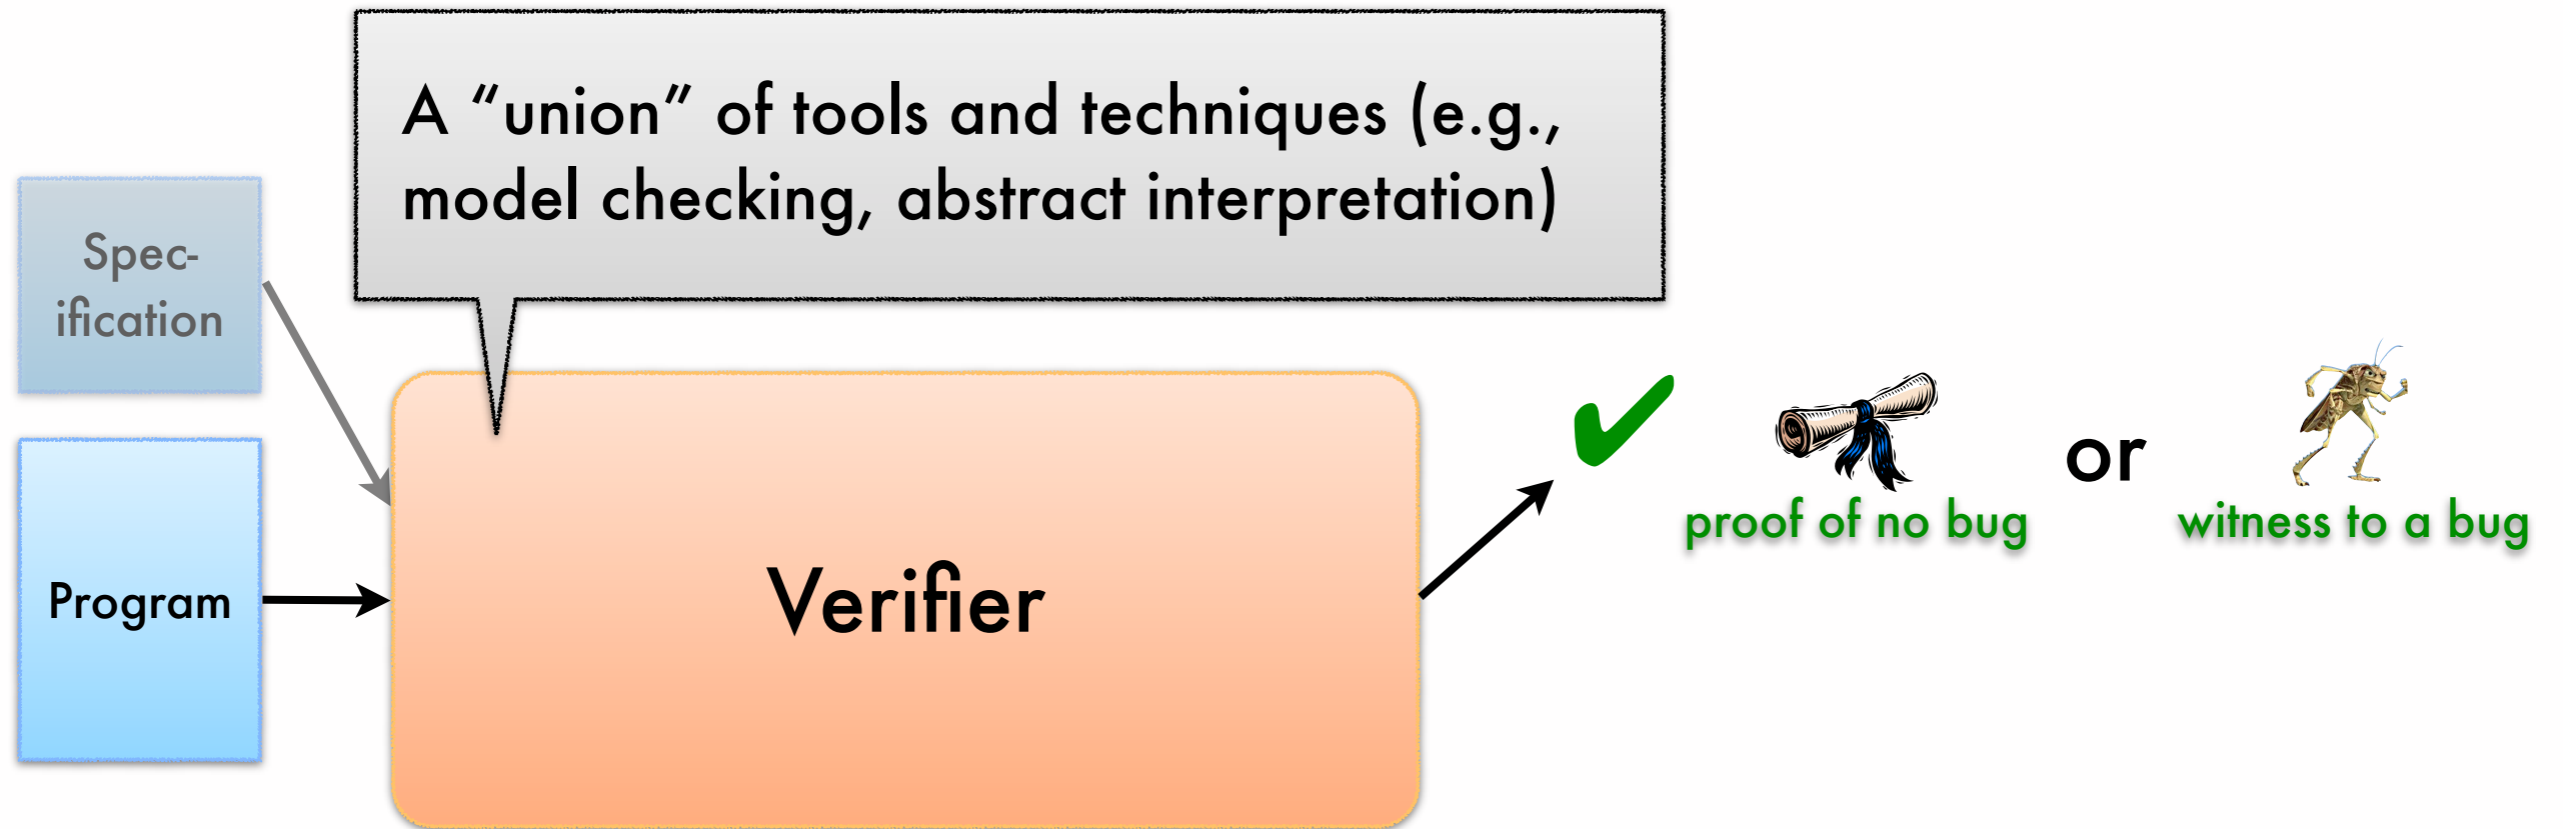 A “union” of tools and techniques (e.g.,
model checking, abstract interpretation)
Spec-
ification
Program
Verifier
or
proof of no bug
witness to a bug